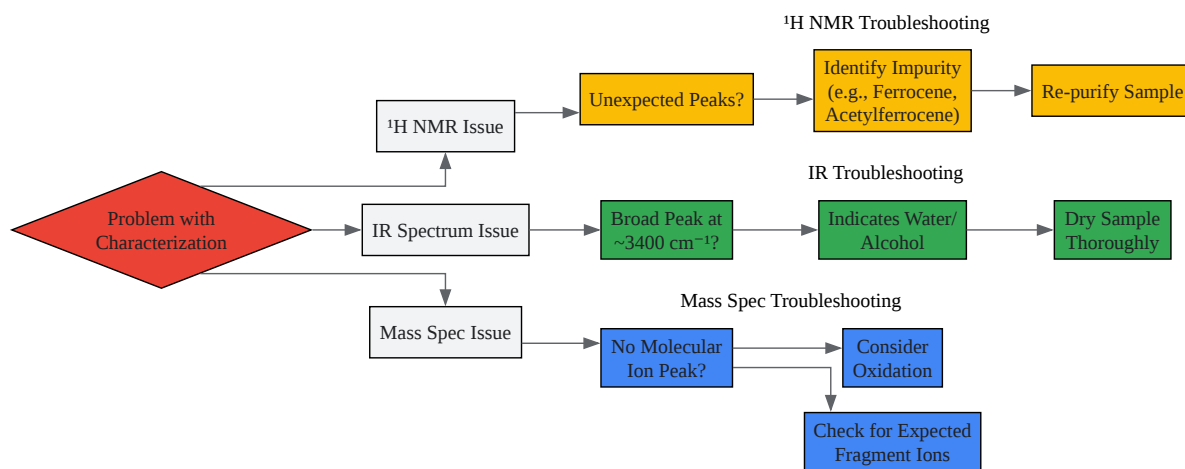 ¹H NMR Troubleshooting
Unexpected Peaks?
Identify Impurity
(e.g., Ferrocene,
Acetylferrocene)
Re-purify Sample
¹H NMR Issue
IR Troubleshooting
Problem with
Characterization
IR Spectrum Issue
Broad Peak at
~3400 cm⁻¹?
Indicates Water/
Alcohol
Dry Sample
Thoroughly
Mass Spec Troubleshooting
Mass Spec Issue
No Molecular
Ion Peak?
Consider
Oxidation
Check for Expected
Fragment Ions